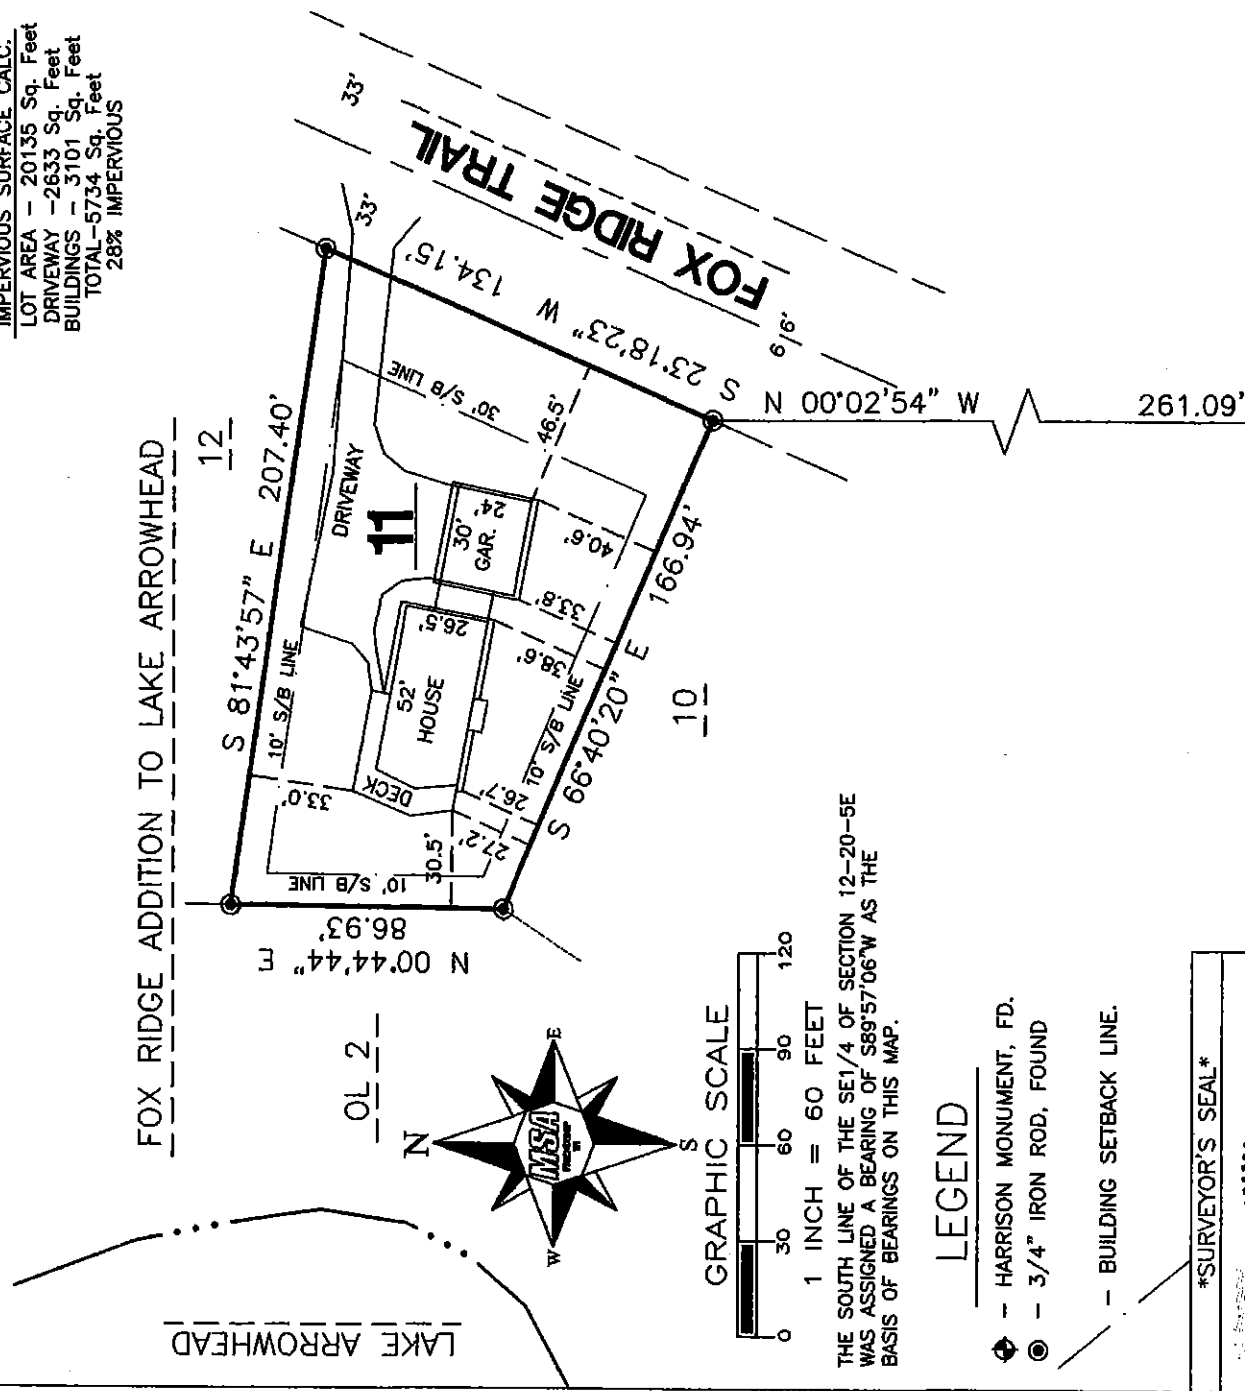 IMPERVIOUS SURFACE CALC.
LOT AREA - 20135 Sq. Feet
DRIVEWAY -2633 Sq. Feet
BUILDINGS - 3101 Sq. Feet
TOTAL-5734 Sq. Feet
28% IMPERVIOUS
FOX RIDGE ADDITION TO LAKE ARROWHEAD
12
S 81°43'57" E 207.40'
33'
33'
FOX RIDGE TRAIL
66'
S 23°18'23" W 134.15'
N 00°02'54" W 261.09'
30' S/B LINE
46.5'
DRIVEWAY
11
24'
30'
GAR.
40.6'
33.8'
38.6'
26.5'
52'
HOUSE
DECK
10' S/B LINE
10' S/B LINE
10' S/B LINE
33.0'
30.5'
27.2'
26.7'
S 66°40'20" E 166.94'
10
N 00°44'44" E
86.93'
OL 2
N
E
S
W
MSA
LAKE ARROWHEAD
GRAPHIC SCALE
0 30 60 90 120
1 INCH = 60 FEET
THE SOUTH LINE OF THE SE1/4 OF SECTION 12-20-5E
WAS ASSIGNED A BEARING OF S89°57'06"W AS THE
BASIS OF BEARINGS ON THIS MAP.
LEGEND
- HARRISON MONUMENT, FD.
- 3/4" IRON ROD, FOUND
- BUILDING SETBACK LINE.
*SURVEYOR'S SEAL*